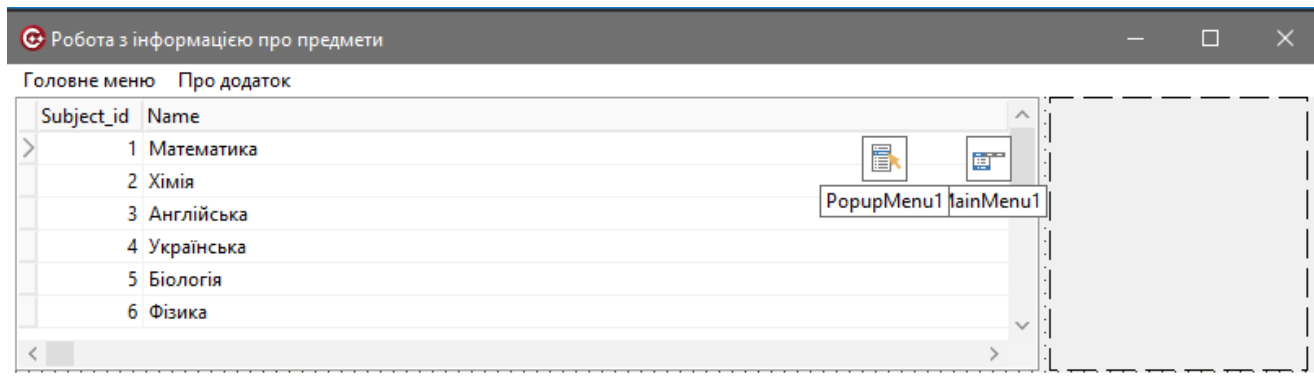 Робота з інформацією про предмети
Головне меню Про додаток
Subject_id Name
1 Математика
2 Хімія
3 Англійська
4 Українська
5 Біологія
6 Фізика
PopupMenu1 MainMenu1